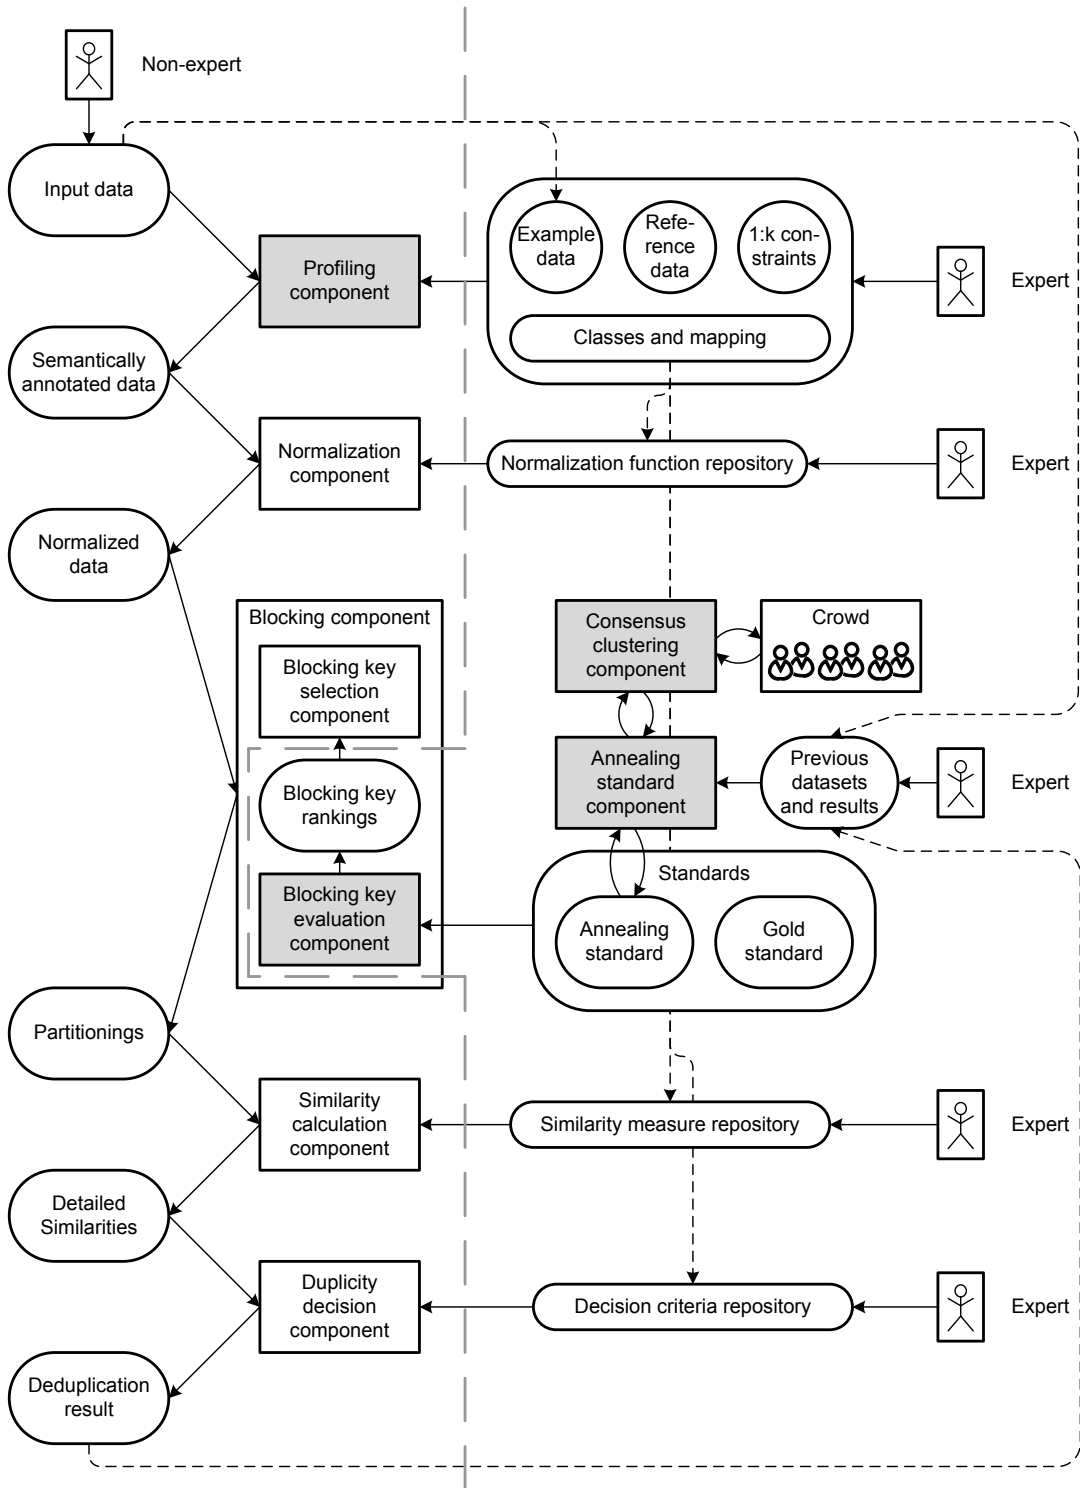 Non-expert
Input data
Example
data
Refe-
rence
data
1:k con-
straints
Profiling
component
Expert
Classes and mapping
Semantically
annotated data
Normalization
component
Normalization function repository
Expert
Normalized
data
Blocking component
Consensus
clustering
component
Crowd
Blocking key
selection
component
Annealing
standard
component
Previous
datasets
and results
Expert
Blocking key
rankings
Standards
Blocking key
evaluation
component
Annealing
standard
Gold
standard
Partitionings
Similarity
calculation
component
Similarity measure repository
Expert
Detailed
Similarities
Duplicity
decision
component
Decision criteria repository
Expert
Deduplication
result